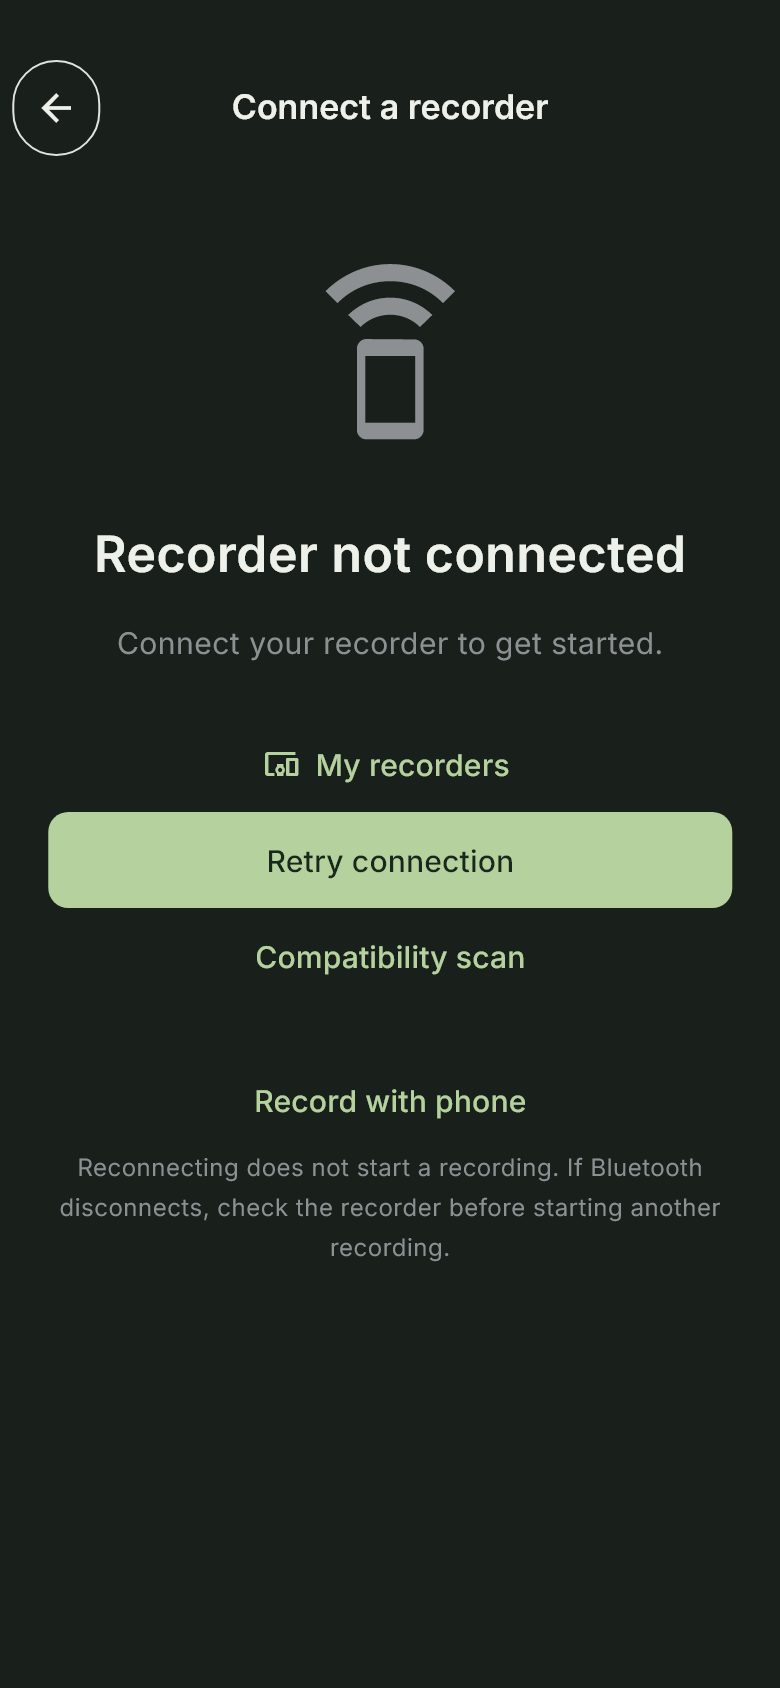 Connect a recorder
Recorder not connected
Connect your recorder to get started.
My recorders
Retry connection
Compatibility scan
Record with phone
Reconnecting does not start a recording. If Bluetooth
disconnects, check the recorder before starting another
recording.